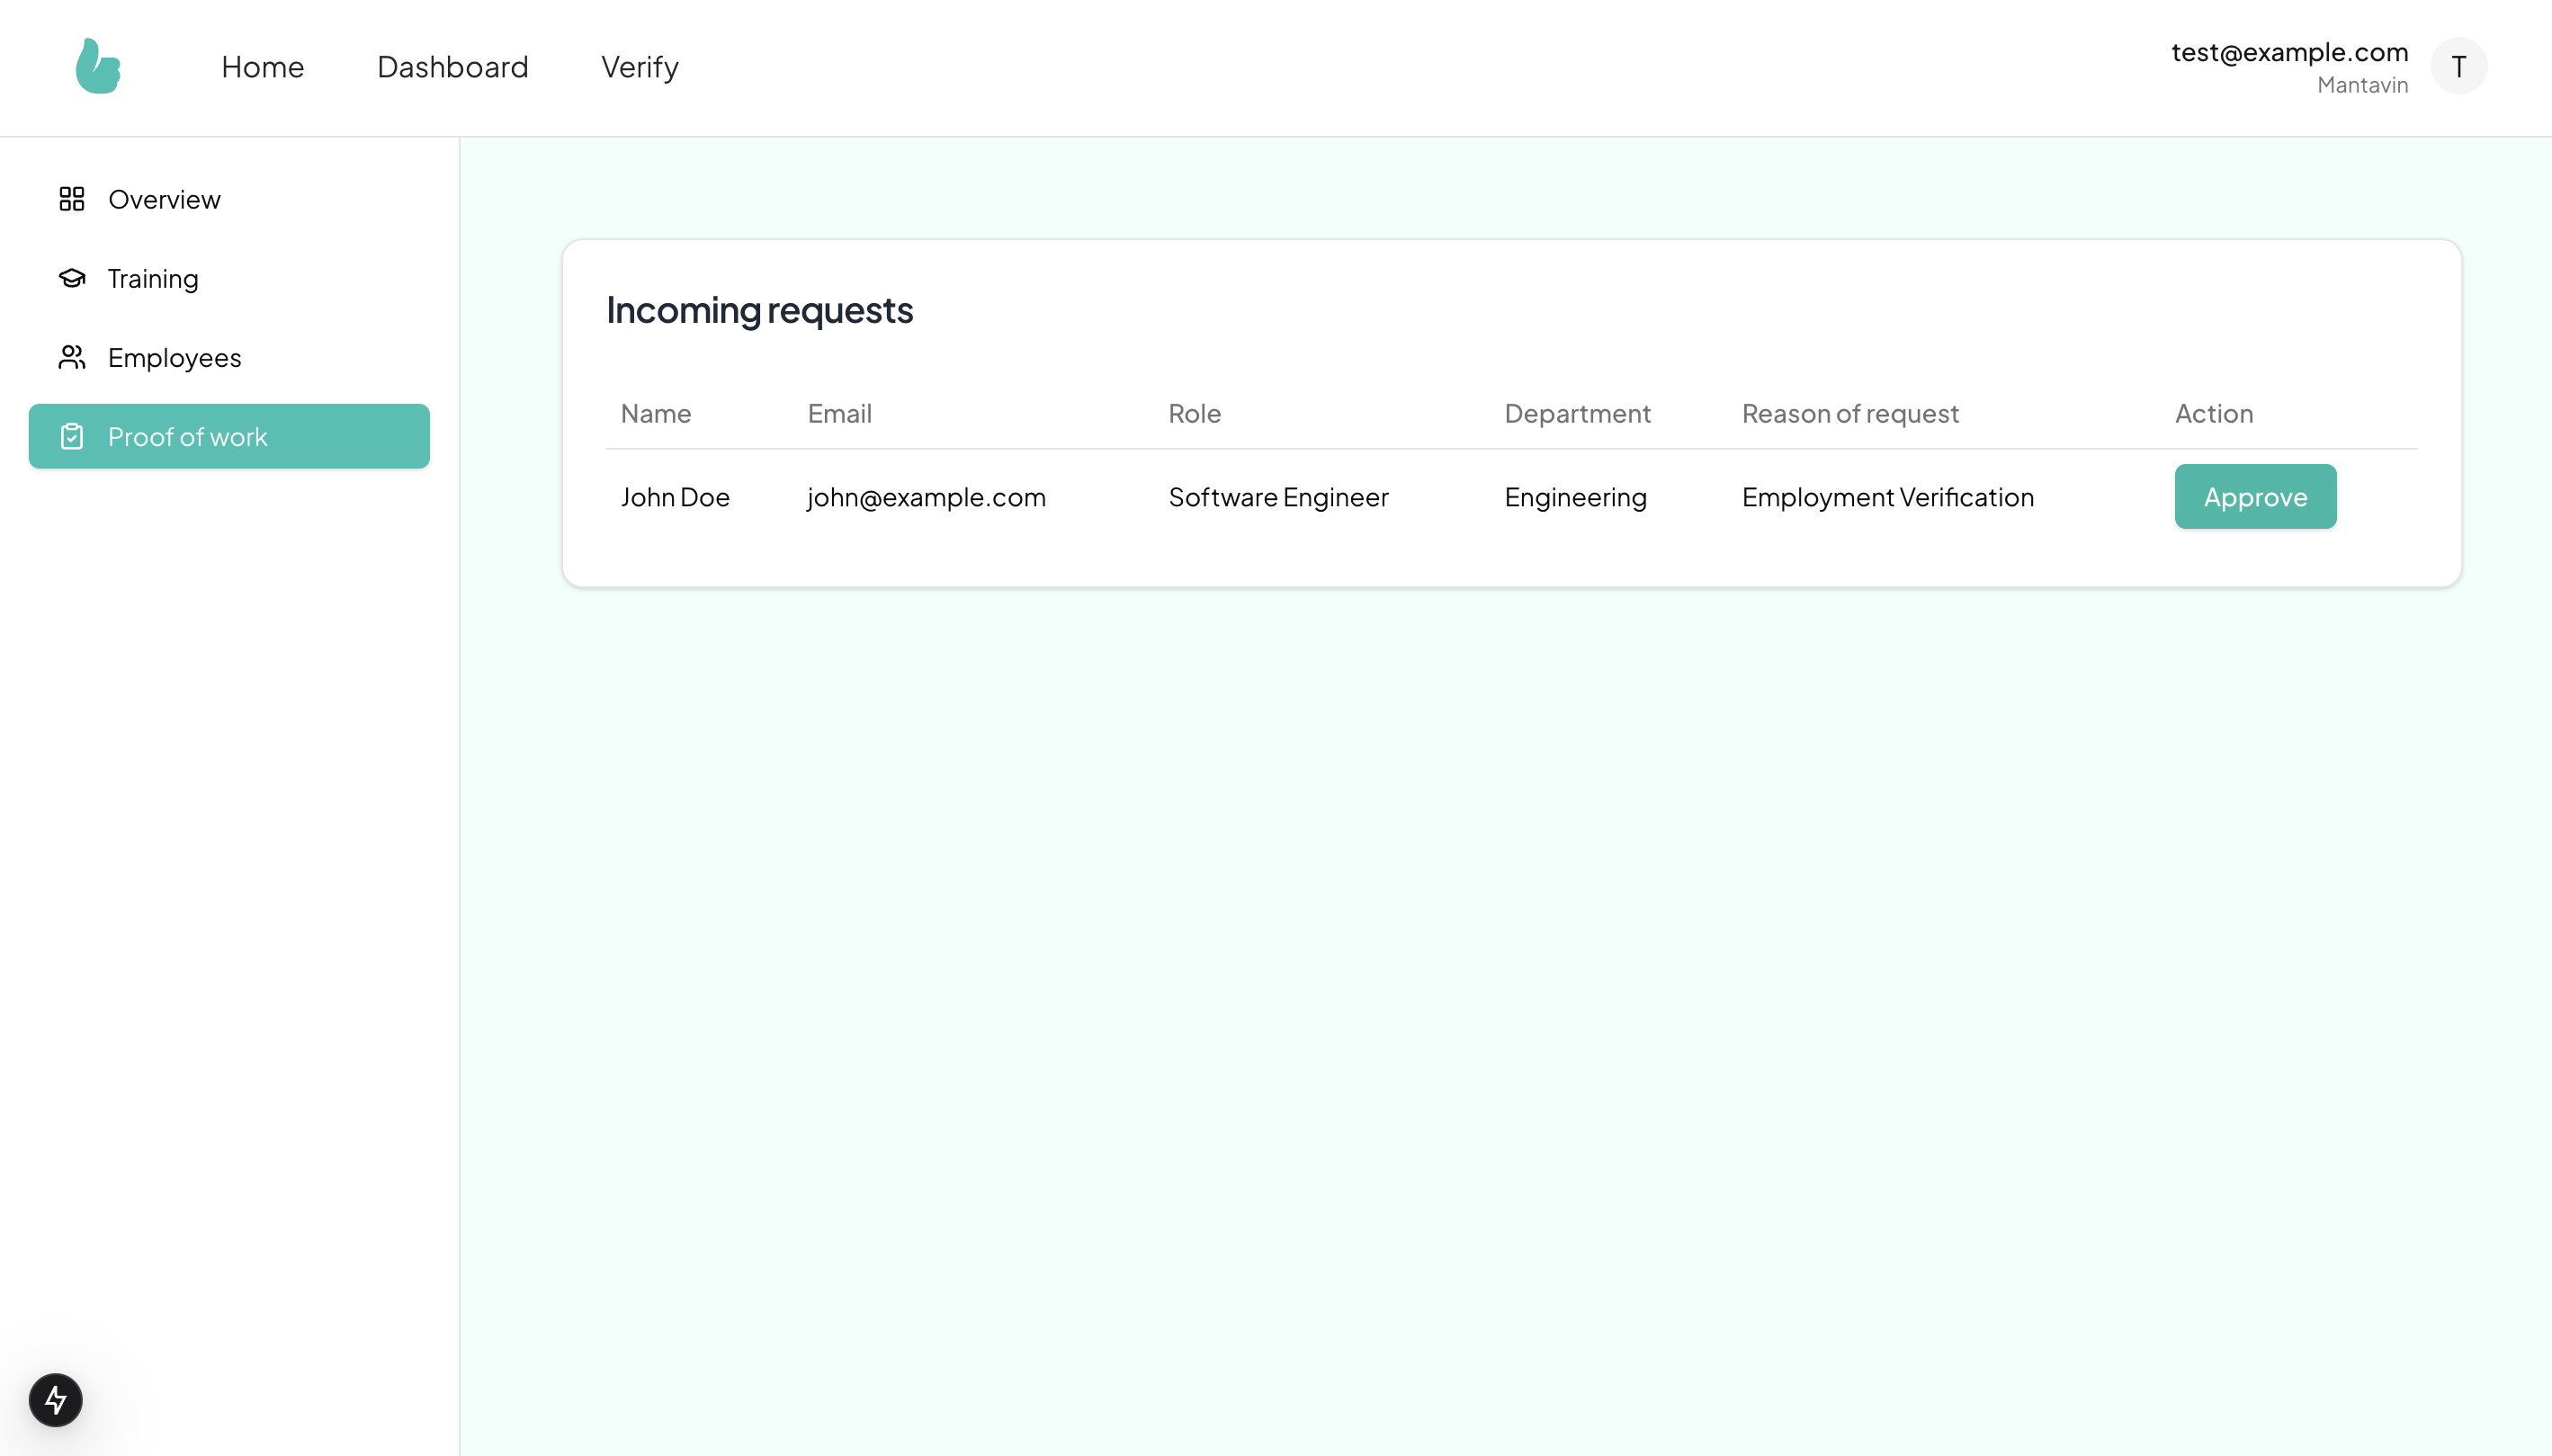 Home Dashboard Verify
test@example.com
Mantavin
T
Overview
Training
Employees
Proof of work
Incoming requests
Name Email Role Department Reason of request Action
John Doe john@example.com Software Engineer Engineering Employment Verification Approve